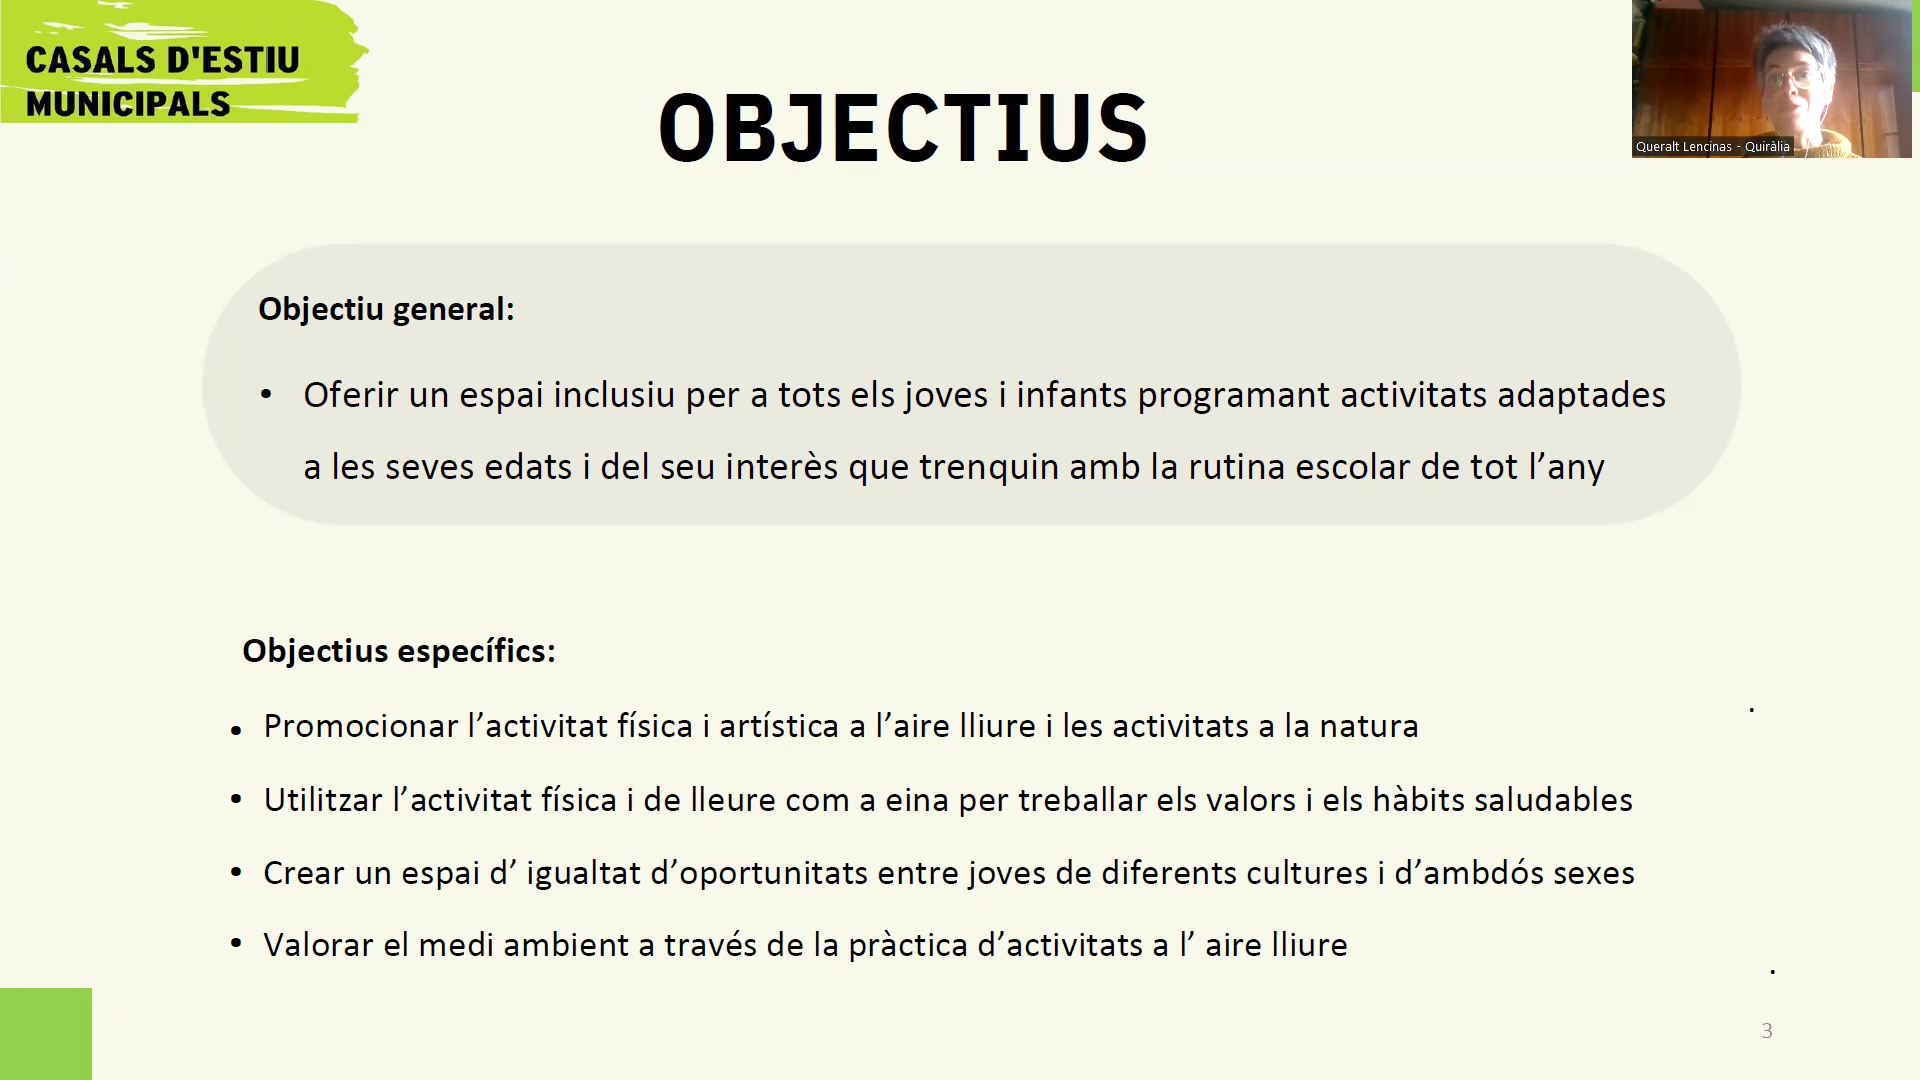 CASALS D'ESTIU
MUNICIPALS
OBJECTIUS
Queralt Lencinas - Quiràlia
Objectiu general:
• Oferir un espai inclusiu per a tots els joves i infants programant activitats adaptades
a les seves edats i del seu interès que trenquin amb la rutina escolar de tot l’any
Objectius específics:
• Promocionar l’activitat física i artística a l’aire lliure i les activitats a la natura
.
• Utilitzar l’activitat física i de lleure com a eina per treballar els valors i els hàbits saludables
• Crear un espai d’ igualtat d’oportunitats entre joves de diferents cultures i d’ambdós sexes
• Valorar el medi ambient a través de la pràctica d’activitats a l’ aire lliure
.
3